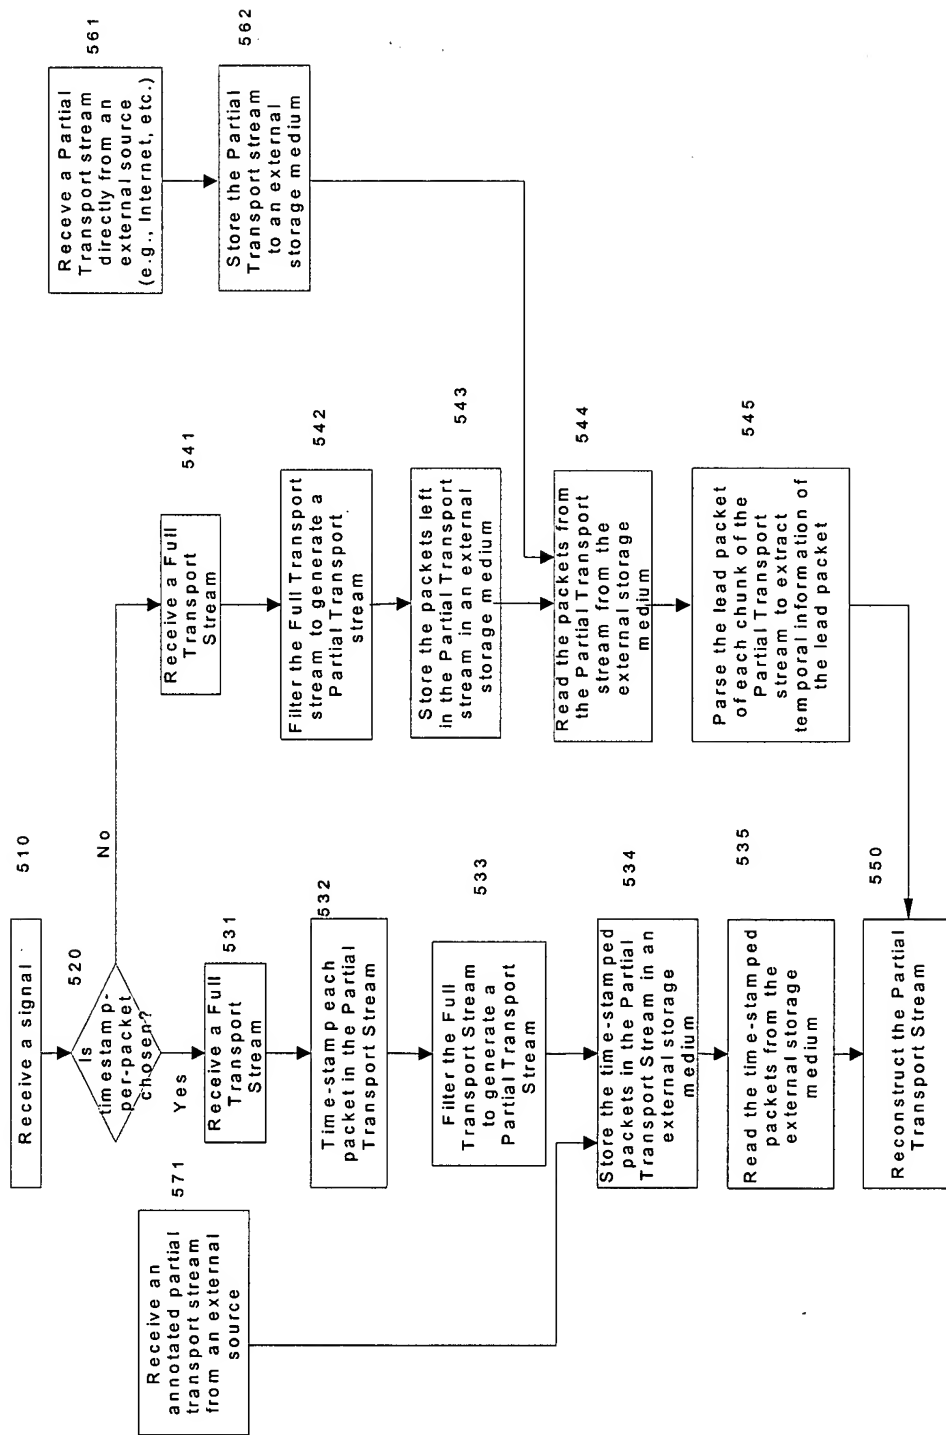 Receive a signal
510
Is
timestamp-
per-packet
chosen?
520
No
Yes
Receive a Full
Transport
Stream
531
Time-stamp each
packet in the Partial
Transport Stream
532
Filter the Full
Transport Stream
to generate a
Partial Transport
Stream
533
Store the time-stamped
packets in the Partial
Transport Stream in an
external storage
medium
534
Read the time-stamped
packets from the
external storage
medium
535
Reconstruct the Partial
Transport Stream
550
Receive an
annotated partial
transport stream
from an external
source
571
Receive a Full
Transport
Stream
541
Filter the Full Transport
stream to generate a
Partial Transport
stream
542
Store the packets left
in the Partial Transport
stream in an external
storage medium
543
Read the packets from
the Partial Transport
stream from the
external storage
medium
544
Parse the lead packet
of each chunk of the
Partial Transport
stream to extract
temporal information of
the lead packet
545
Receve a Partial
Transport stream
directly from an
external source
(e.g., Internet, etc.)
561
Store the Partial
Transport stream
to an external
storage medium
562